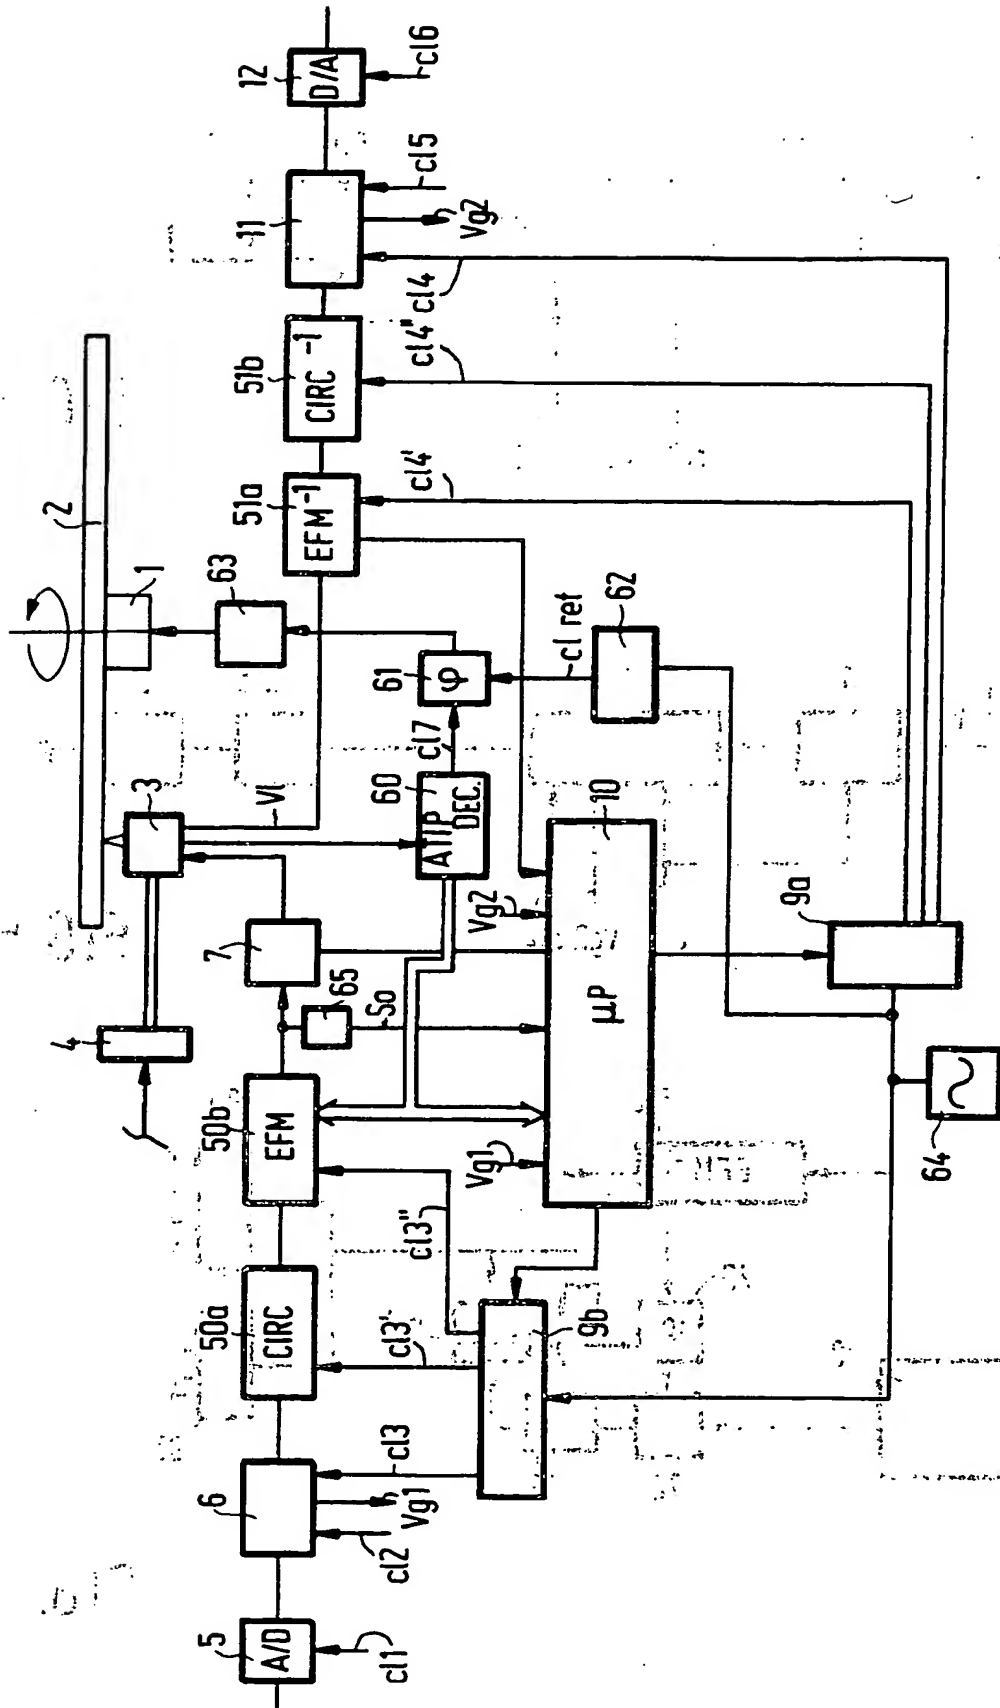 5
A/D
cl1
6
cl2
Vg1
cl3
50a
CIRC
cl3'
50b
EFM
cl3"
9b
4
7
65
So
3
Vl
2
1
63
60
ATIP
DEC.
cl7
61
φ
cl ref
62
Vg1
Vg2
10
μP
9a
64
51a
EFM⁻¹
cl4'
51b
CIRC⁻¹
cl4"
11
cl4
Vg2
cl5
12
D/A
cl6